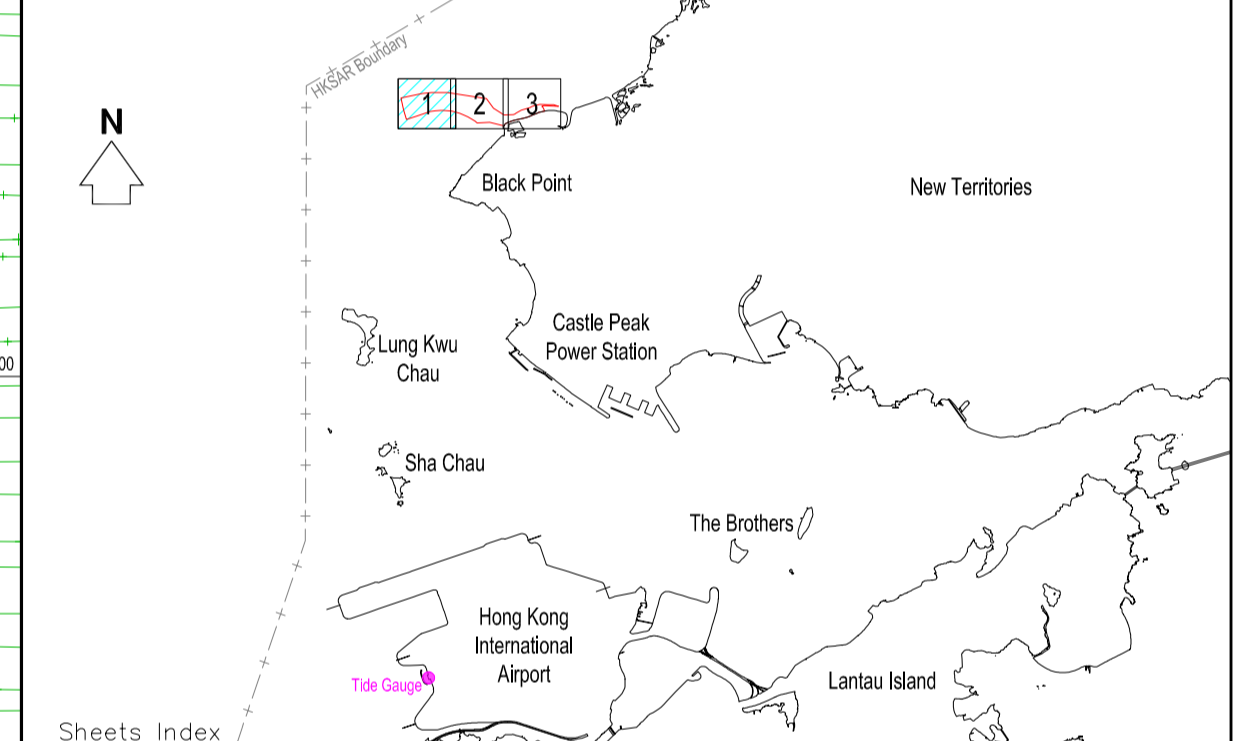 HKSAR Boundary
1 2 3
N
Black Point
New Territories
Castle Peak
Power Station
Lung Kwu
Chau
00
Sha Chau
The Brothers
Hong Kong
International
Airport
Tide Gauge
Lantau Island
Sheets Index